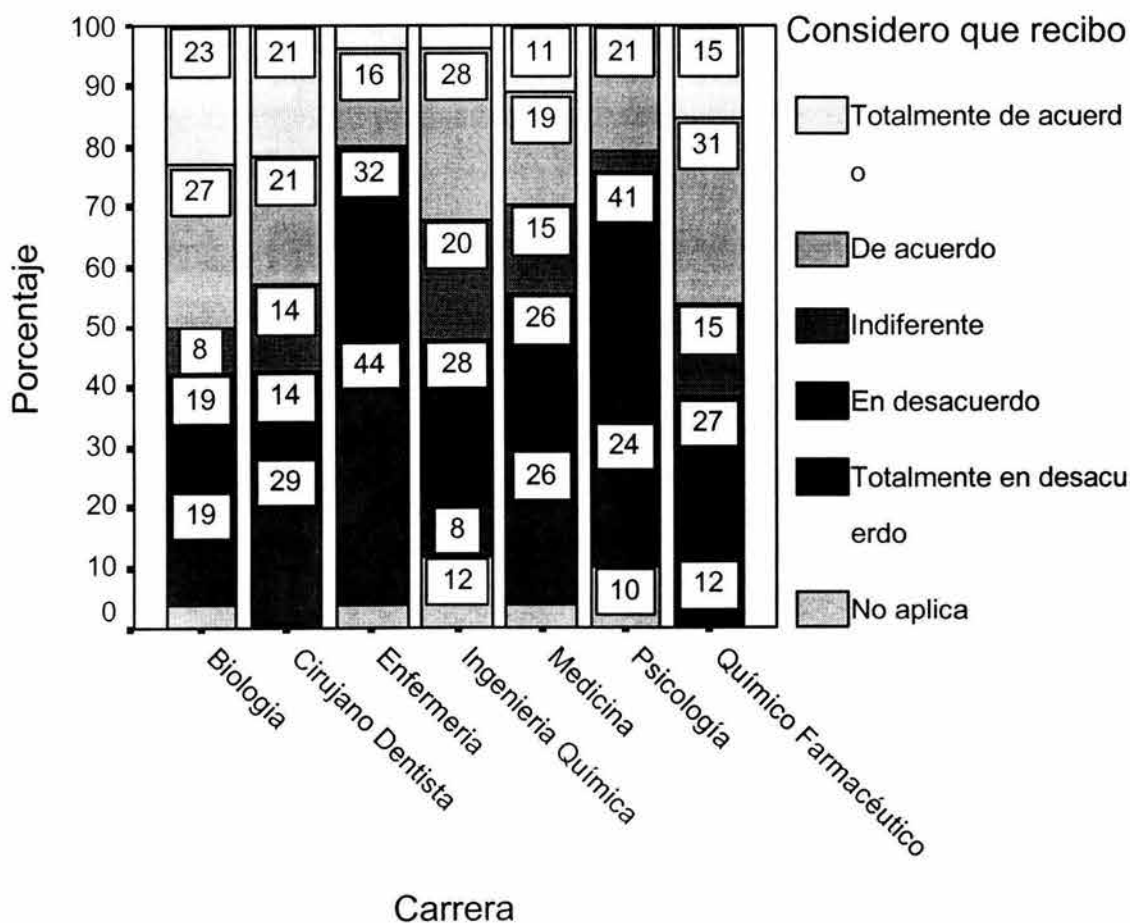 Considero que recibo
Totalmente de acuerd
o
De acuerdo
Indiferente
En desacuerdo
Totalmente en desacu
erdo
No aplica
Porcentaje
100
90
80
70
60
50
40
30
20
10
0
23
27
8
19
19
21
21
14
14
29
16
32
44
28
20
28
8
12
11
19
15
26
26
21
41
24
10
15
31
15
27
12
Biologia
Cirujano Dentista
Enfermeria
Ingenieria Química
Medicina
Psicología
Químico Farmacéutico
Carrera